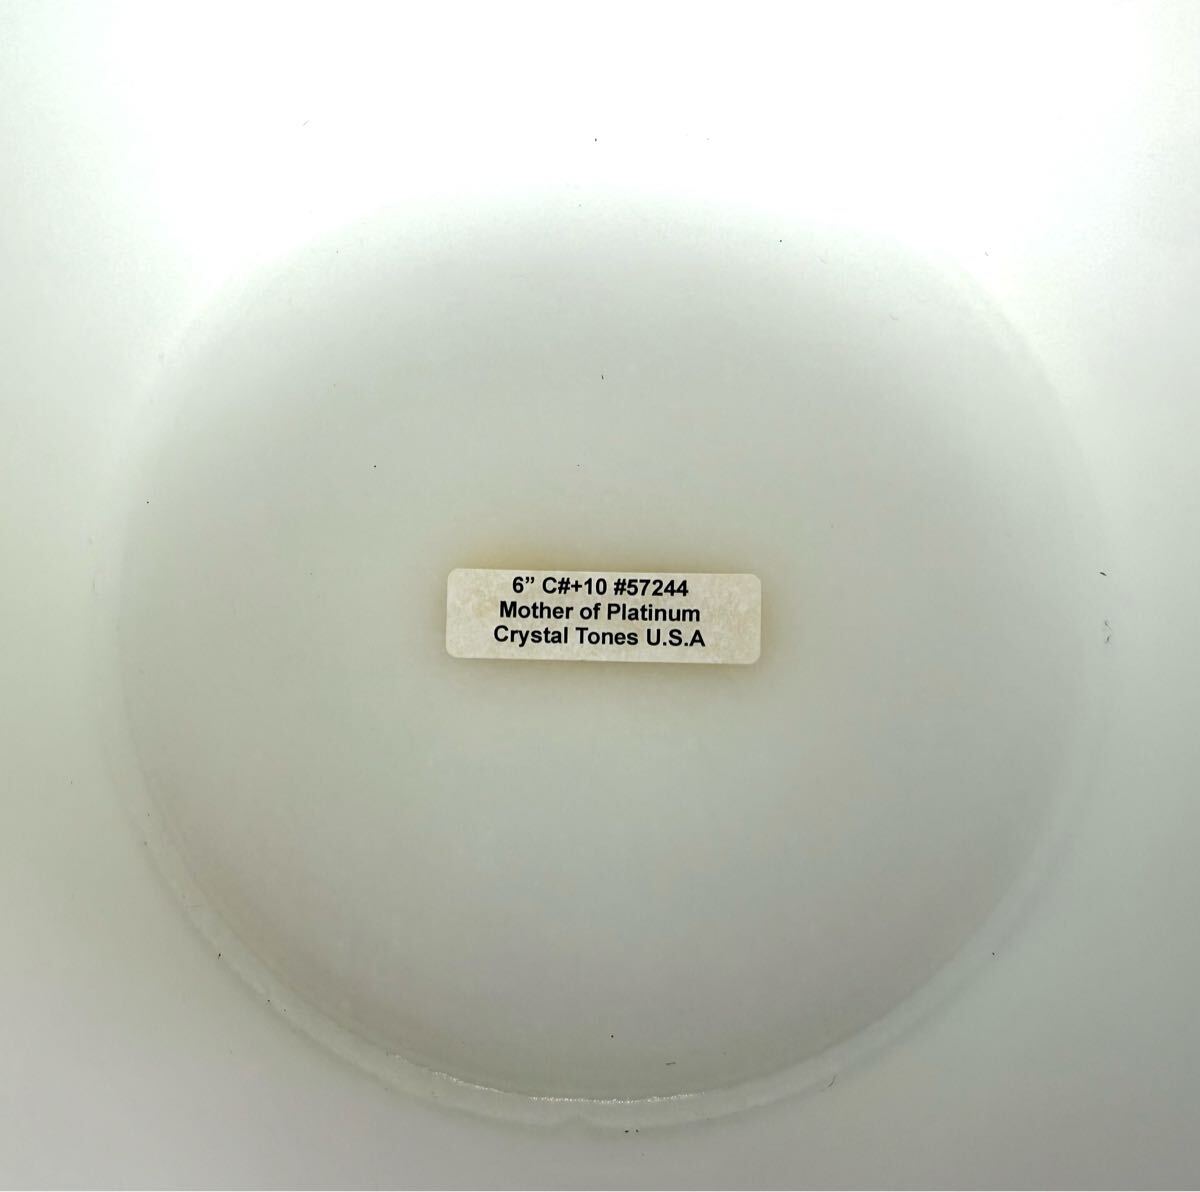 6” C#+10 #57244
Mother of Platinum
Crystal Tones U.S.A